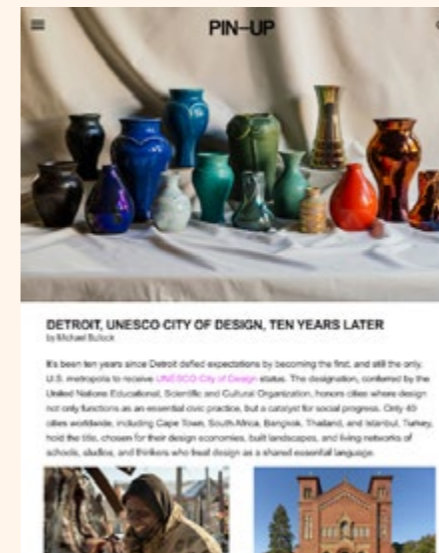 PIN–UP
DETROIT, UNESCO CITY OF DESIGN, TEN YEARS LATER
by Michael Bullock
It's been ten years since Detroit defied expectations by becoming the first, and still the only,
U.S. metropolis to receive UNESCO City of Design status. The designation, conferred by the
United Nations Educational, Scientific and Cultural Organization, honors cities where design
not only functions as an essential civic practice, but a catalyst for social progress. Only 49
cities worldwide, including Cape Town, South Africa, Bangkok, Thailand, and Istanbul, Turkey,
hold the title, chosen for their design economies, built landscapes, and living networks of
schools, studios, and thinkers who treat design as a shared essential language.